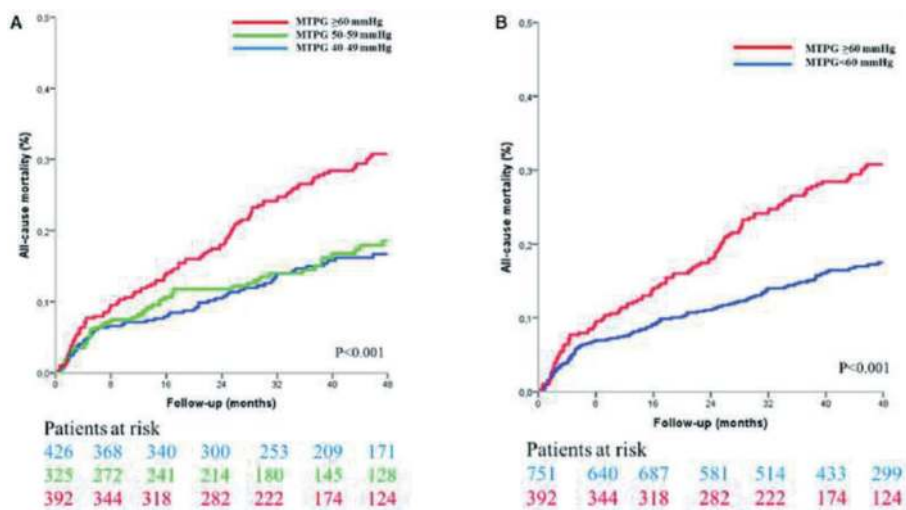 A
MTPG ≥60 mmHg
MTPG 50-59 mmHg
MTPG 40-49 mmHg
All-cause mortality (%)
0,5
0,4
0,3
0,2
0,1
0,0
P<0.001
0 8 16 24 32 40 48
Follow-up (months)
Patients at risk
426 368 340 300 253 209 171
325 272 241 214 180 145 128
392 344 318 282 222 174 124
B
MTPG ≥60 mmHg
MTPG<60 mmHg
All-cause mortality (%)
0,5
0,4
0,3
0,2
0,1
0,0
P<0.001
0 8 16 24 32 40 48
Follow-up (months)
Patients at risk
751 640 687 581 514 433 299
392 344 318 282 222 174 124